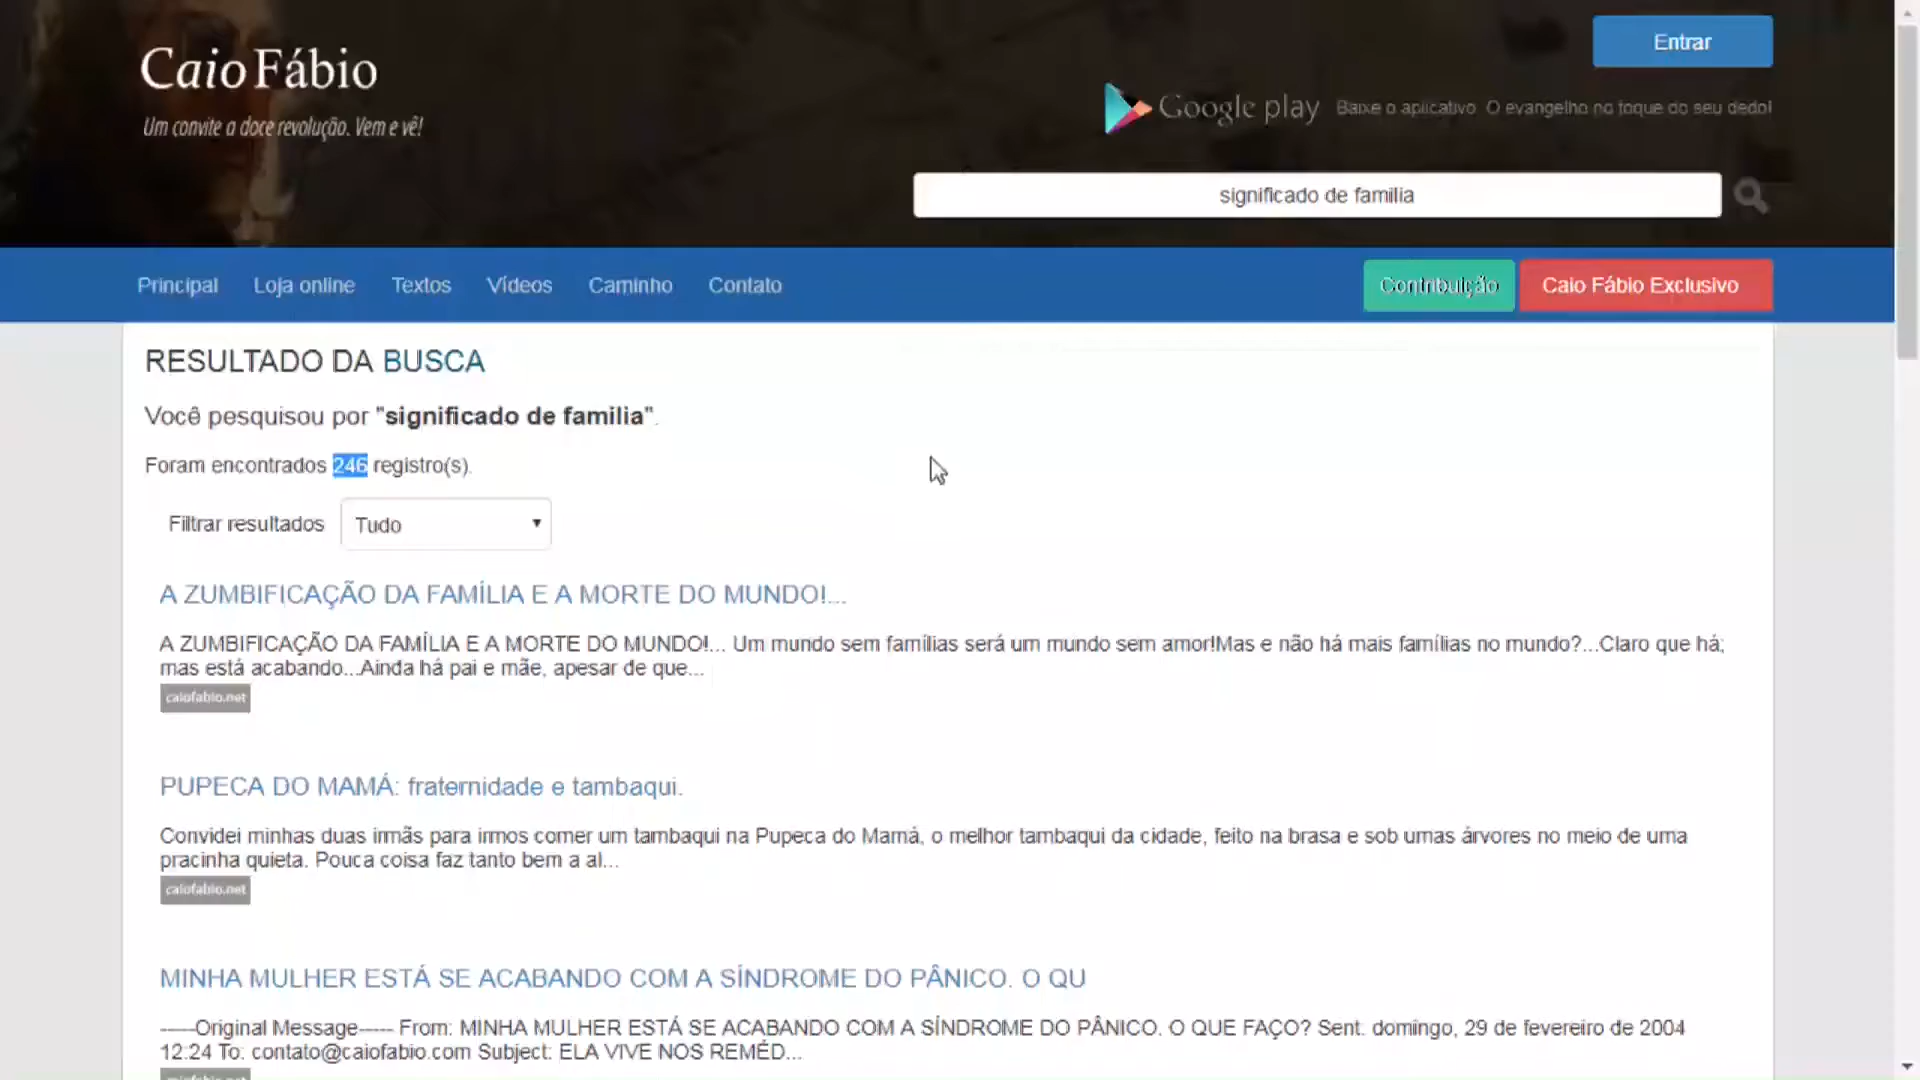 Entrar
Caio Fábio
Um convite a doce revolução. Vem e vê!
Google play Baixe o aplicativo. O evangelho no toque do seu dedo!
significado de familia
Principal Loja online Textos Vídeos Caminho Contato Contribuição Caio Fábio Exclusivo
RESULTADO DA BUSCA
Você pesquisou por "significado de familia".
Foram encontrados 246 registro(s).
Filtrar resultados Tudo
A ZUMBIFICAÇÃO DA FAMÍLIA E A MORTE DO MUNDO!...
A ZUMBIFICAÇÃO DA FAMÍLIA E A MORTE DO MUNDO!... Um mundo sem famílias será um mundo sem amor!Mas e não há mais famílias no mundo?...Claro que há;
mas está acabando...Ainda há pai e mãe, apesar de que...
caiofabio.net
PUPECA DO MAMÁ: fraternidade e tambaqui.
Convidei minhas duas irmãs para irmos comer um tambaqui na Pupeca do Mamá, o melhor tambaqui da cidade, feito na brasa e sob umas árvores no meio de uma
pracinha quieta. Pouca coisa faz tanto bem a al...
caiofabio.net
MINHA MULHER ESTÁ SE ACABANDO COM A SÍNDROME DO PÂNICO. O QU
-----Original Message----- From: MINHA MULHER ESTÁ SE ACABANDO COM A SÍNDROME DO PÂNICO. O QUE FAÇO? Sent: domingo, 29 de fevereiro de 2004
12:24 To: contato@caiofabio.com Subject: ELA VIVE NOS REMÉD...
caiofabio.net